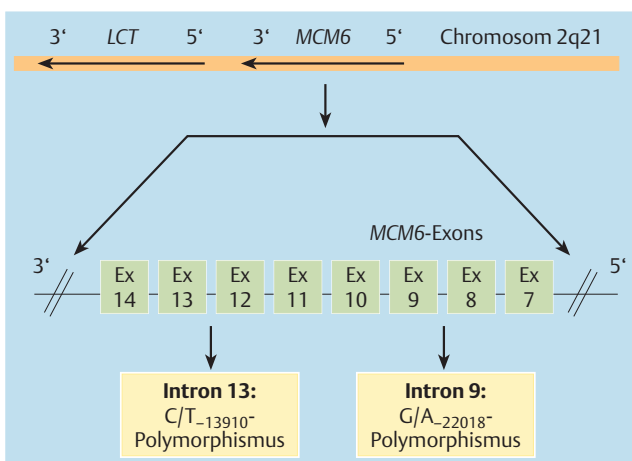 3‘ LCT 5‘ 3‘ MCM6 5‘ Chromosom 2q21
MCM6-Exons
3‘ 5‘
Ex Ex Ex Ex Ex Ex Ex Ex
14 13 12 11 10 9 8 7
Intron 13:
C/T₋₁₃₉₁₀-
Polymorphismus
Intron 9:
G/A₋₂₂₀₁₈-
Polymorphismus